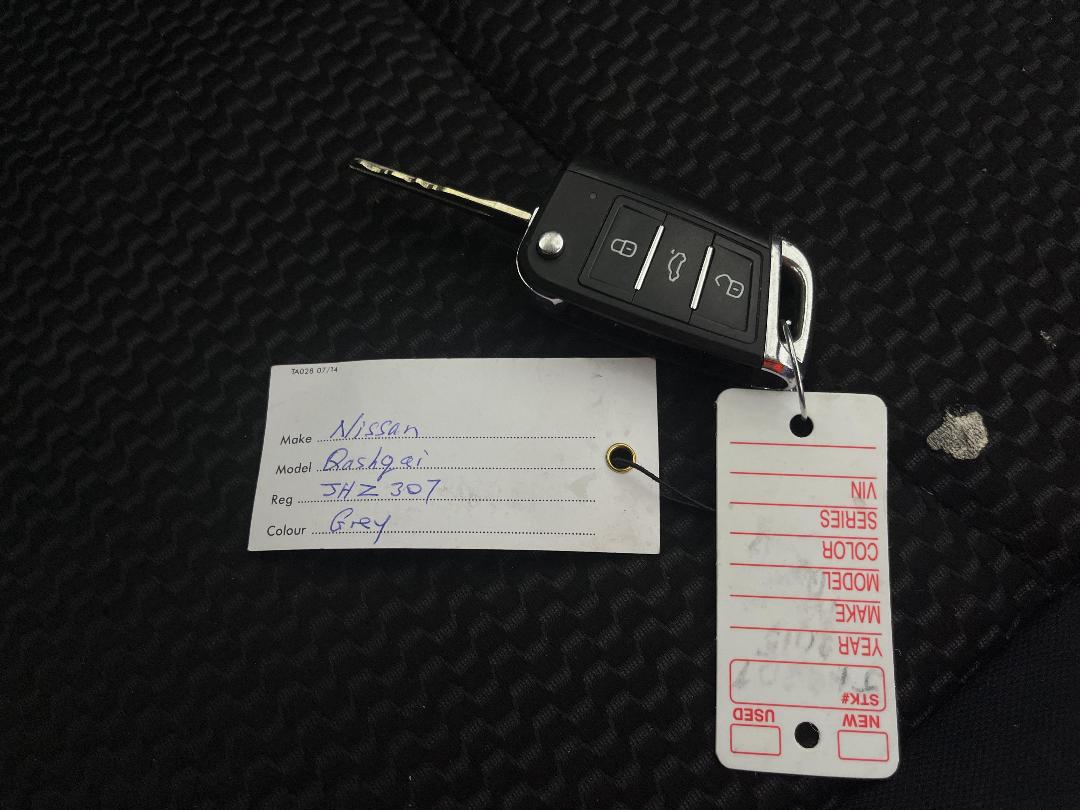 TA028 07/14
Make Nissan
Model Qashqai
Reg JHZ 307
Colour Grey
NEW
USED
STK#
YEAR
MAKE
MODEL
COLOR
SERIES
VIN